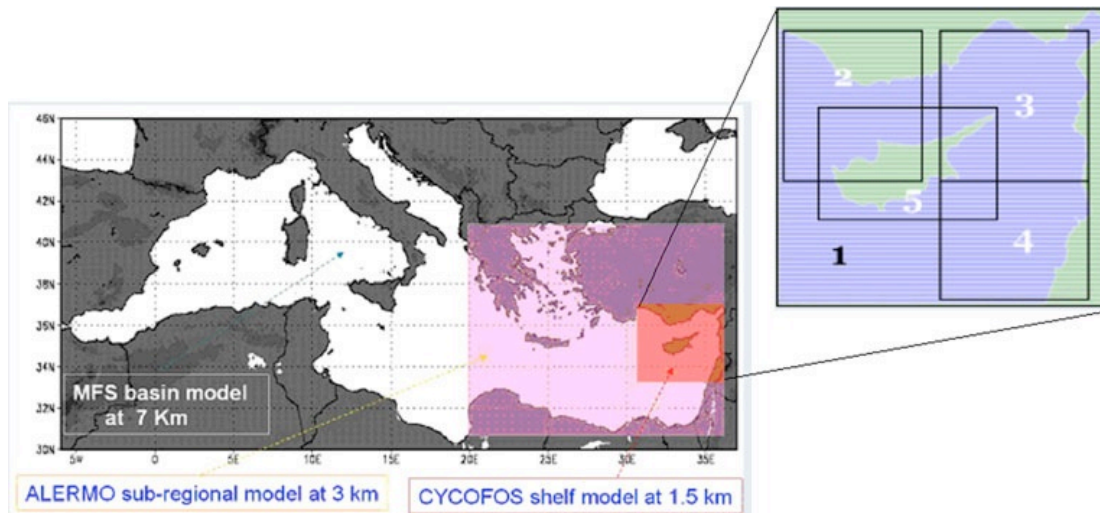 2
3
5
4
1
46N
44N
42N
40N
38N
36N
34N
32N
30N
MFS basin model
at 7 Km
5W 0 5E 10E 15E 20E 25E 30E 35E
ALERMO sub-regional model at 3 km
CYCOFOS shelf model at 1.5 km